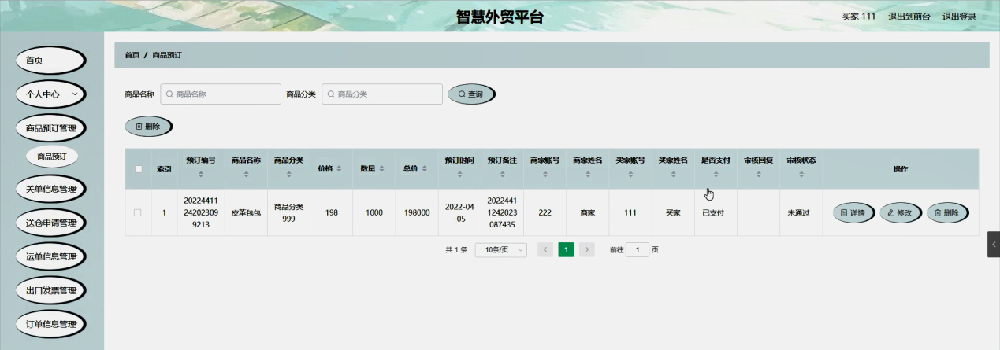 智慧外贸平台
买家 111 退出到前台 退出登录
首页
个人中心
商品预订管理
商品预订
关单信息管理
送仓申请管理
运单信息管理
出口发票管理
订单信息管理
首页 / 商品预订
商品名称 商品名称 商品分类 商品分类 查询
删除
索引 预订编号 商品名称 商品分类 价格 数量 总价 预订时间 预订备注 商家账号 商家姓名 买家账号 买家姓名 是否支付 审核回复 审核状态 操作
1 20224411242023099213 皮革包包 商品分类999 198 1000 198000 2022-04-05 20224411242023087435 222 商家 111 买家 已支付 未通过 详情 修改 删除
共 1 条 10条/页 1 前往 1 页